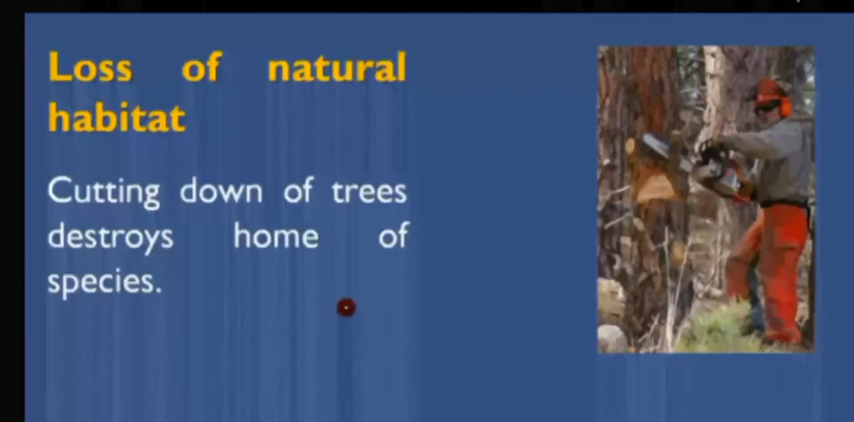 Loss of natural
habitat
Cutting down of trees
destroys home of
species.